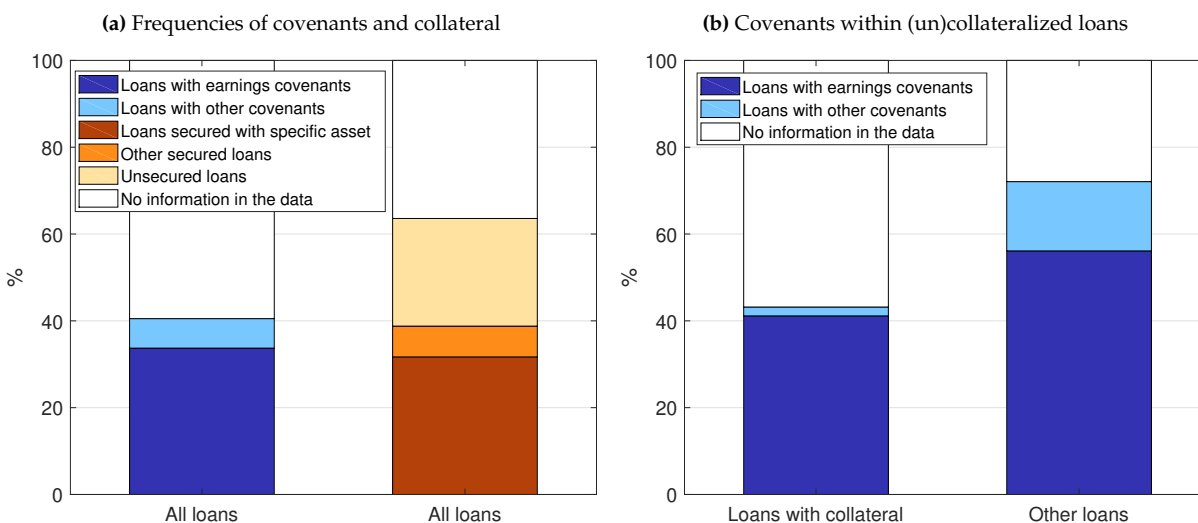 (a) Frequencies of covenants and collateral
100
80
60
40
20
0
%
Loans with earnings covenants
Loans with other covenants
Loans secured with specific asset
Other secured loans
Unsecured loans
No information in the data
All loans
All loans
(b) Covenants within (un)collateralized loans
100
80
60
40
20
0
%
Loans with earnings covenants
Loans with other covenants
No information in the data
Loans with collateral
Other loans